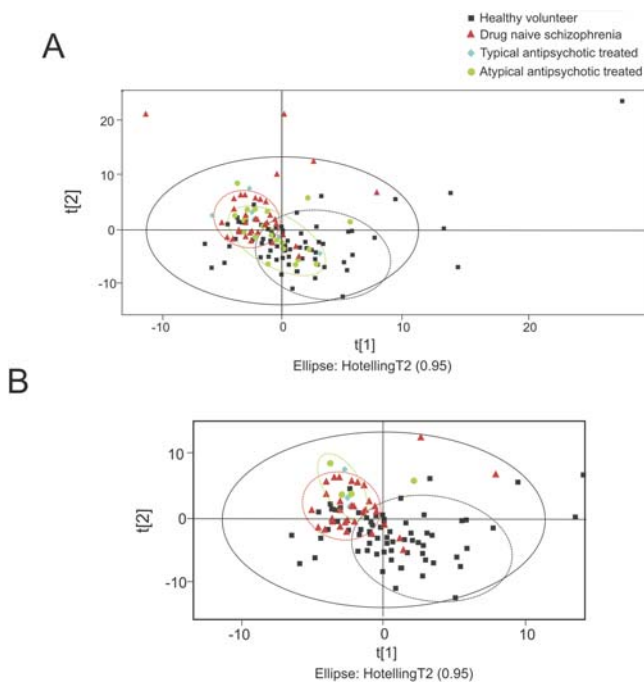 A
Healthy volunteer
Drug naive schizophrenia
Typical antipsychotic treated
Atypical antipsychotic treated
20
10
0
-10
t[2]
-10
0
10
20
t[1]
Ellipse: HotellingT2 (0.95)
B
10
0
-10
t[2]
-10
0
10
t[1]
Ellipse: HotellingT2 (0.95)